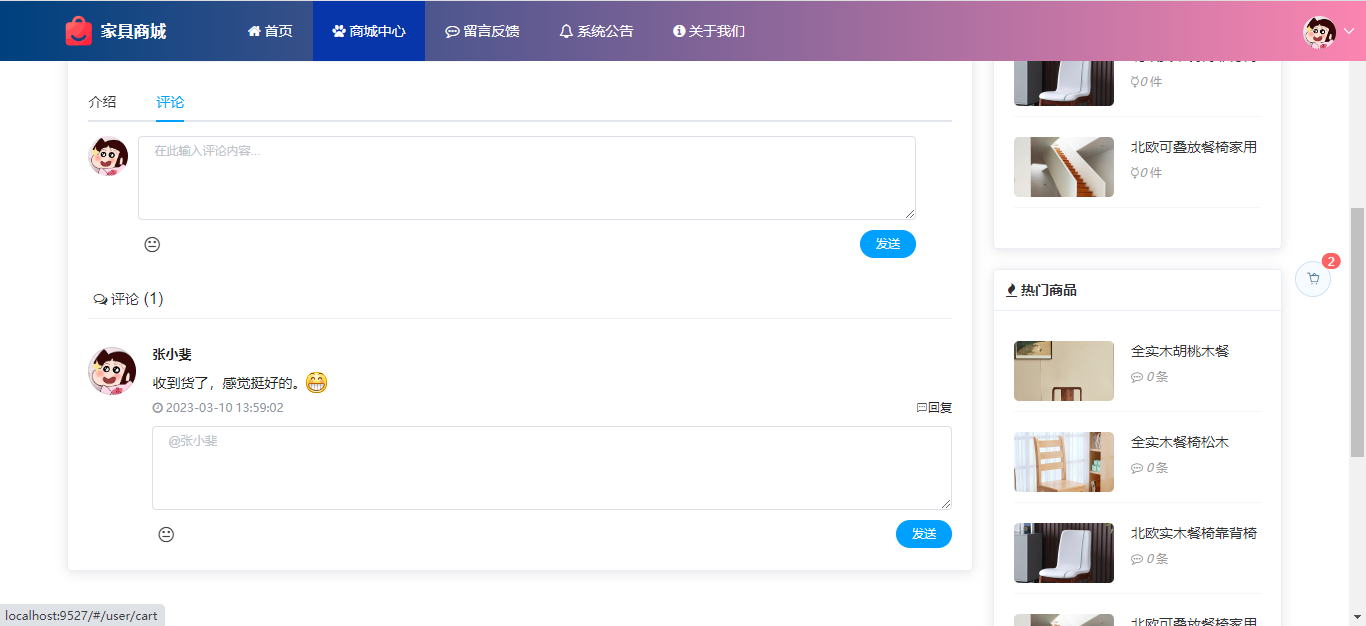 家具商城
首页
商城中心
留言反馈
系统公告
关于我们
介绍
评论
在此输入评论内容...
发送
评论 (1)
张小斐
收到货了，感觉挺好的。
2023-03-10 13:59:02
回复
@张小斐
发送
0 件
北欧可叠放餐椅家用
0 件
2
热门商品
全实木胡桃木餐
0 条
全实木餐椅松木
0 条
北欧实木餐椅靠背椅
0 条
北欧可叠放餐椅家用
localhost:9527/#/user/cart